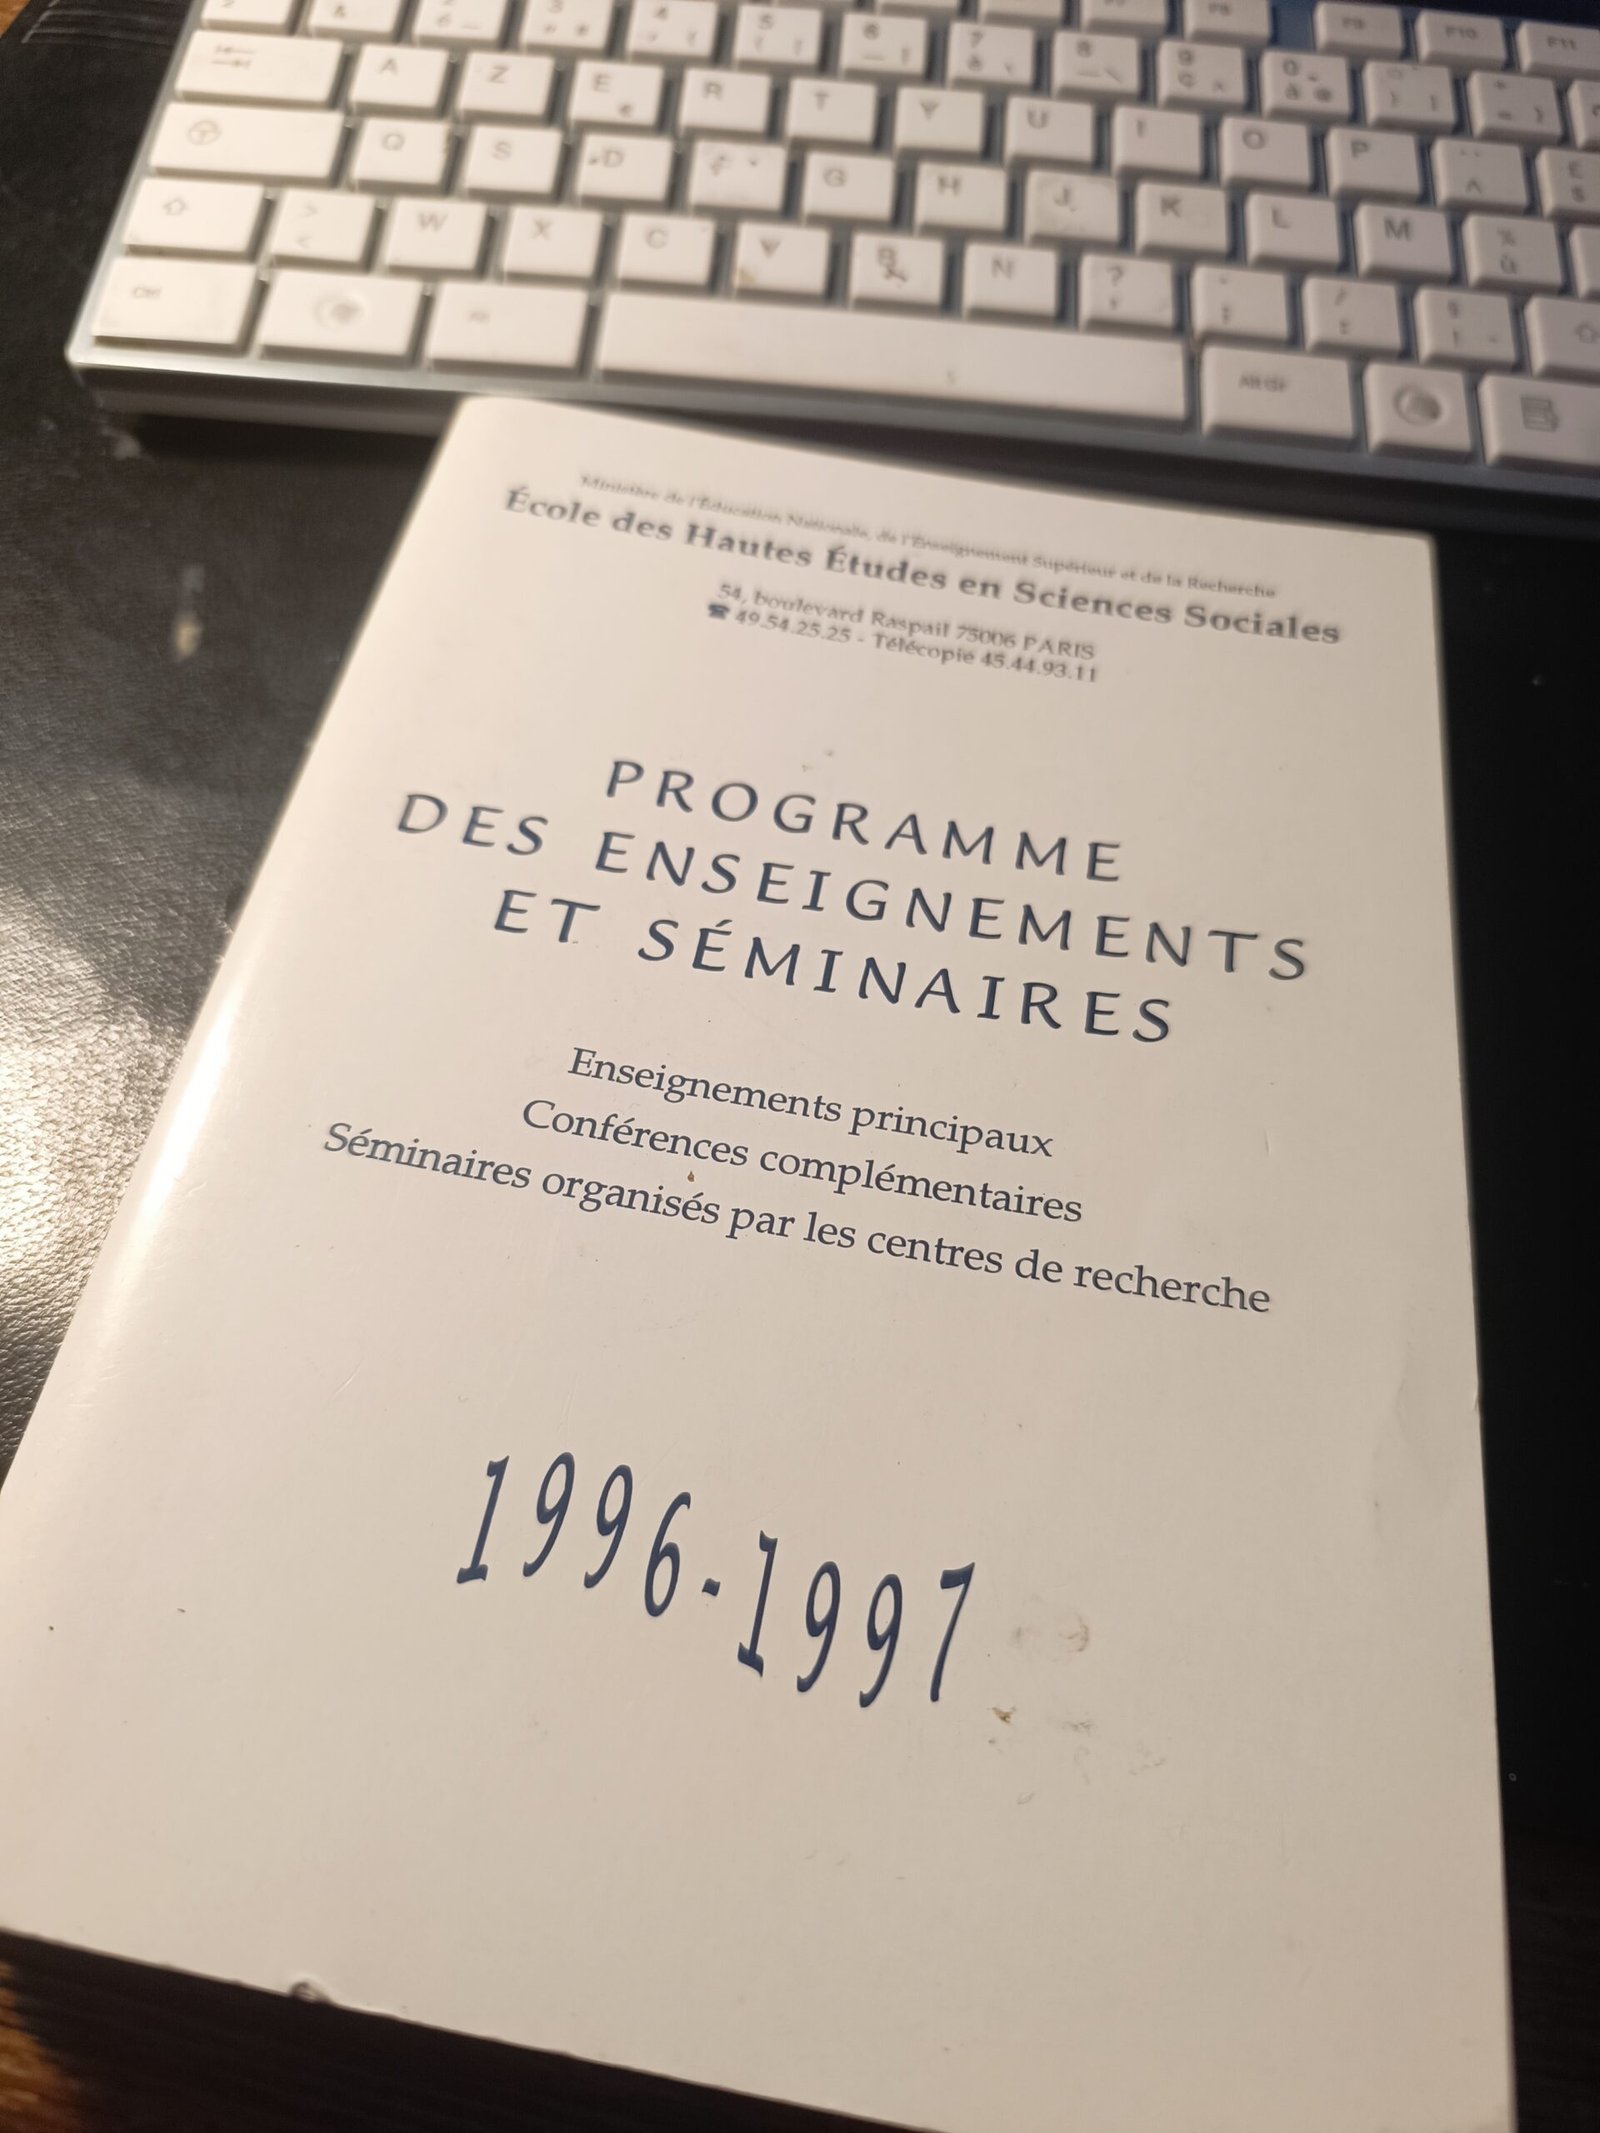 A Z E R T Y U I O P
Q S D F G H J K L M
W X C V B N ?
Alt Gr
Ministère de l'Éducation Nationale, de l'Enseignement Supérieur et de la Recherche
École des Hautes Études en Sciences Sociales
54, boulevard Raspail 75006 PARIS
☎ 49.54.25.25 - Télécopie 45.44.93.11
PROGRAMME
DES ENSEIGNEMENTS
ET SÉMINAIRES
Enseignements principaux
Conférences complémentaires
Séminaires organisés par les centres de recherche
1996-1997